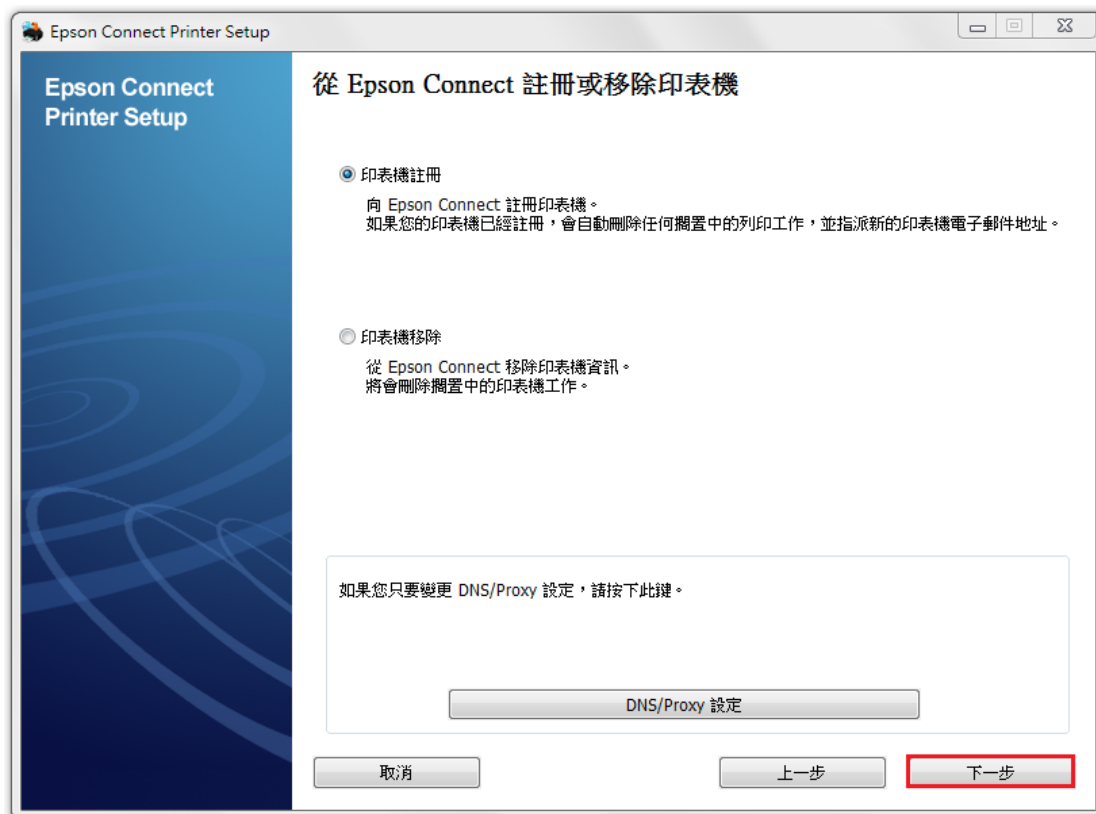 Epson Connect Printer Setup
Epson Connect
Printer Setup
從 Epson Connect 註冊或移除印表機
印表機註冊
向 Epson Connect 註冊印表機。
如果您的印表機已經註冊，會自動刪除任何擱置中的列印工作，並指派新的印表機電子郵件地址。
印表機移除
從 Epson Connect 移除印表機資訊。
將會刪除擱置中的印表機工作。
如果您只要變更 DNS/Proxy 設定，請按下此鍵。
DNS/Proxy 設定
取消
上一步
下一步